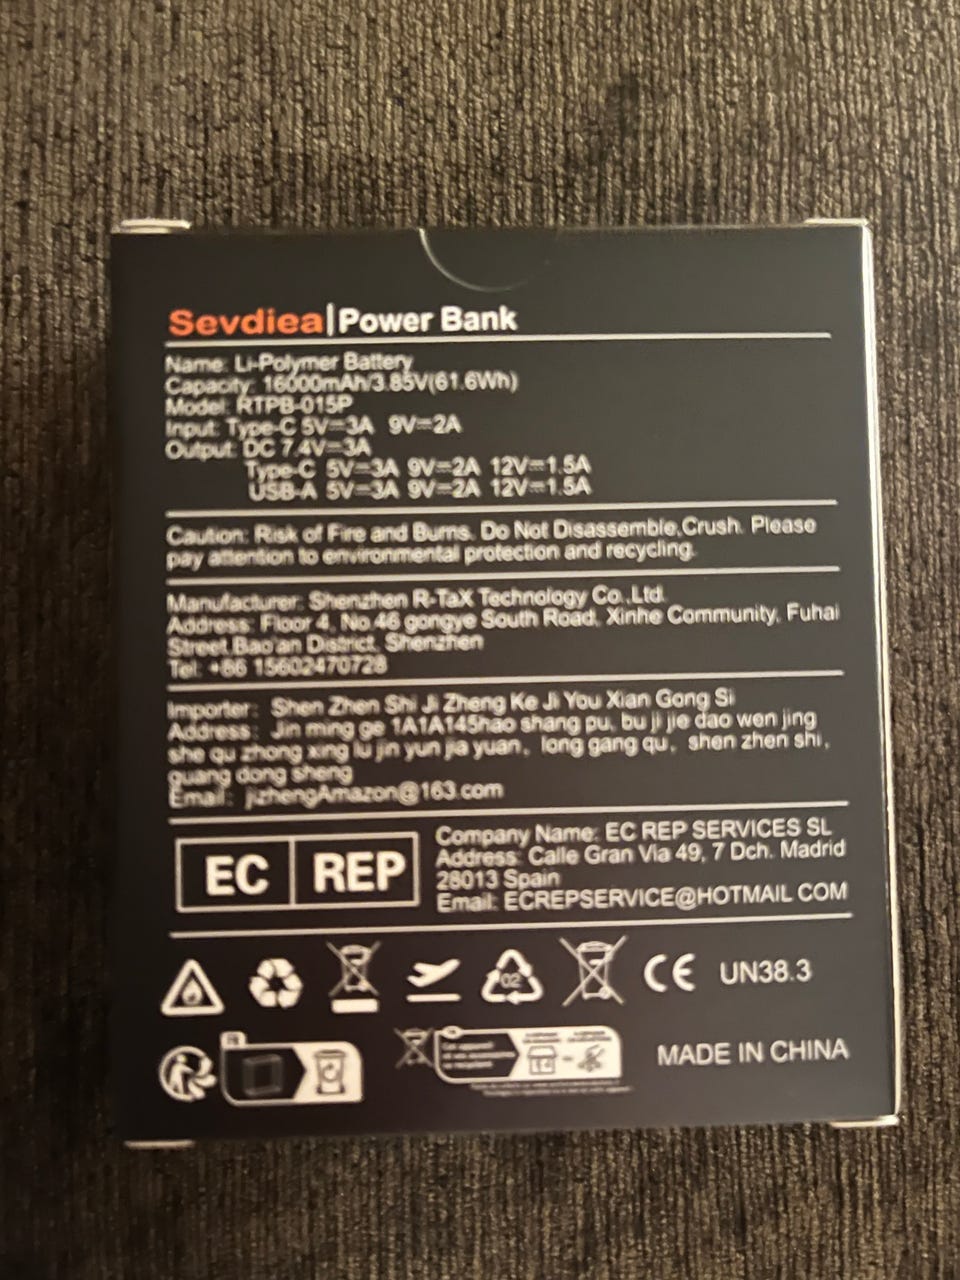 Sevdiea|Power Bank
Name: Li-Polymer Battery
Capacity: 16000mAh/3.85V(61.6Wh)
Model: RTPB-015P
Input: Type-C 5V⎓3A 9V⎓2A
Output: DC 7.4V⎓3A
Type-C 5V⎓3A 9V⎓2A 12V⎓1.5A
USB-A 5V⎓3A 9V⎓2A 12V⎓1.5A
Caution: Risk of Fire and Burns. Do Not Disassemble,Crush. Please
pay attention to environmental protection and recycling.
Manufacturer: Shenzhen R-TaX Technology Co.,Ltd.
Address: Floor 4, No.46 gongye South Road, Xinhe Community, Fuhai
Street,Bao'an District, Shenzhen
Tel: +86 15602470728
Importer: Shen Zhen Shi Ji Zheng Ke Ji You Xian Gong Si
Address: Jin ming ge 1A1A145hao shang pu, bu ji jie dao wen jing
she qu zhong xing lu jin yun jia yuan, long gang qu, shen zhen shi,
guang dong sheng
Email: jizhengAmazon@163.com
EC REP
Company Name: EC REP SERVICES SL
Address: Calle Gran Via 49, 7 Dch. Madrid
28013 Spain
Email: ECREPSERVICE@HOTMAIL.COM
02
CE UN38.3
MADE IN CHINA